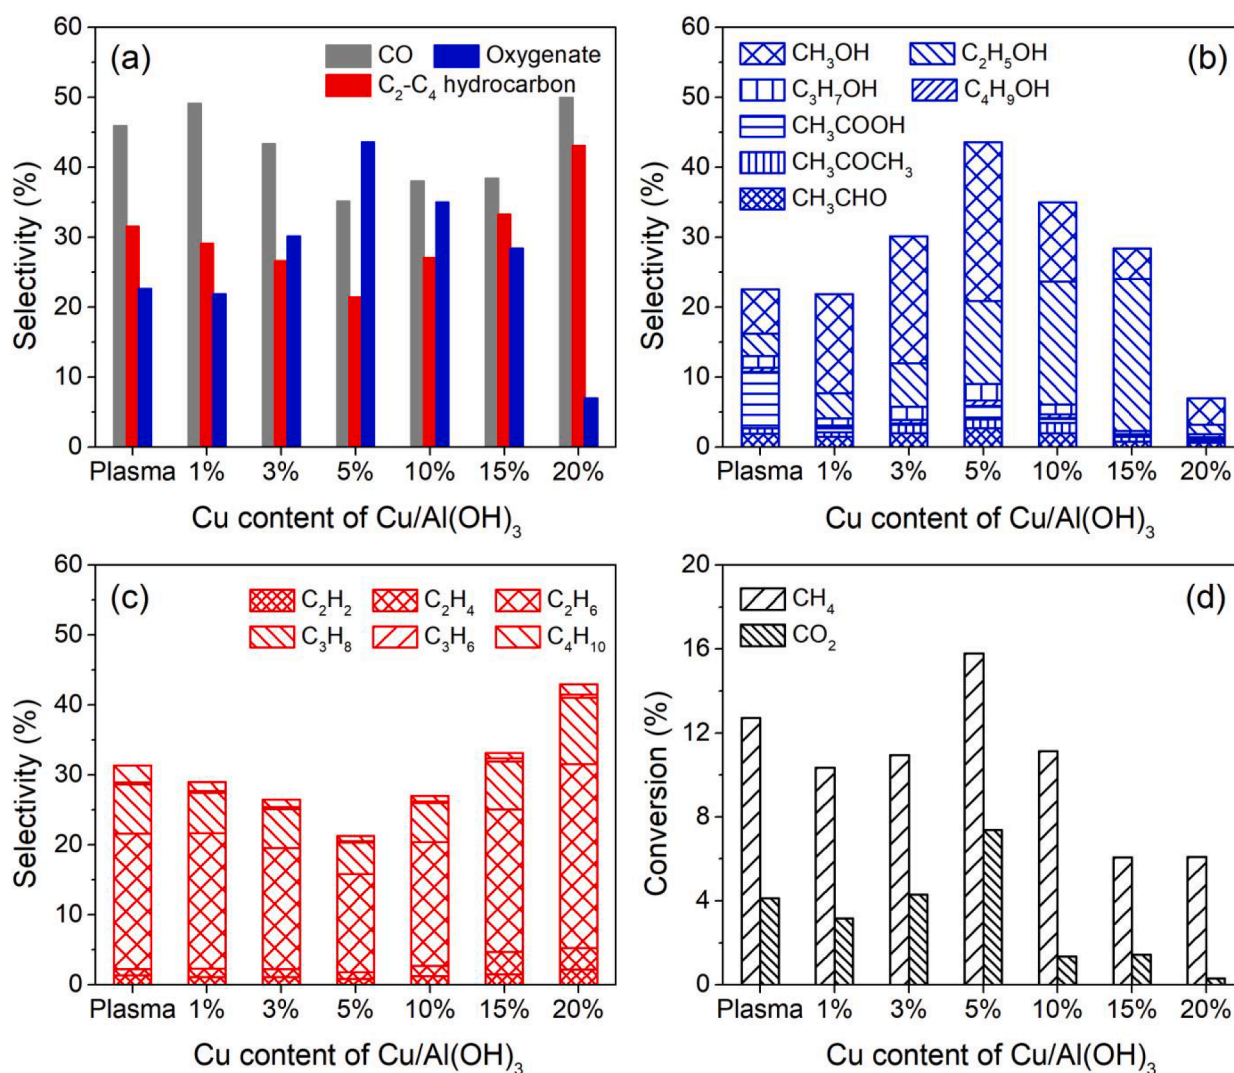 (a)
CO Oxygenate
C₂-C₄ hydrocarbon
60
50
40
30
20
10
0
Selectivity (%)
Plasma 1% 3% 5% 10% 15% 20%
Cu content of Cu/Al(OH)₃
(b)
CH₃OH C₂H₅OH
C₃H₇OH C₄H₉OH
CH₃COOH
CH₃COCH₃
CH₃CHO
60
50
40
30
20
10
0
Selectivity (%)
Plasma 1% 3% 5% 10% 15% 20%
Cu content of Cu/Al(OH)₃
(c)
C₂H₂ C₂H₄ C₂H₆
C₃H₈ C₃H₆ C₄H₁₀
60
50
40
30
20
10
0
Selectivity (%)
Plasma 1% 3% 5% 10% 15% 20%
Cu content of Cu/Al(OH)₃
(d)
CH₄
CO₂
20
16
12
8
4
0
Conversion (%)
Plasma 1% 3% 5% 10% 15% 20%
Cu content of Cu/Al(OH)₃